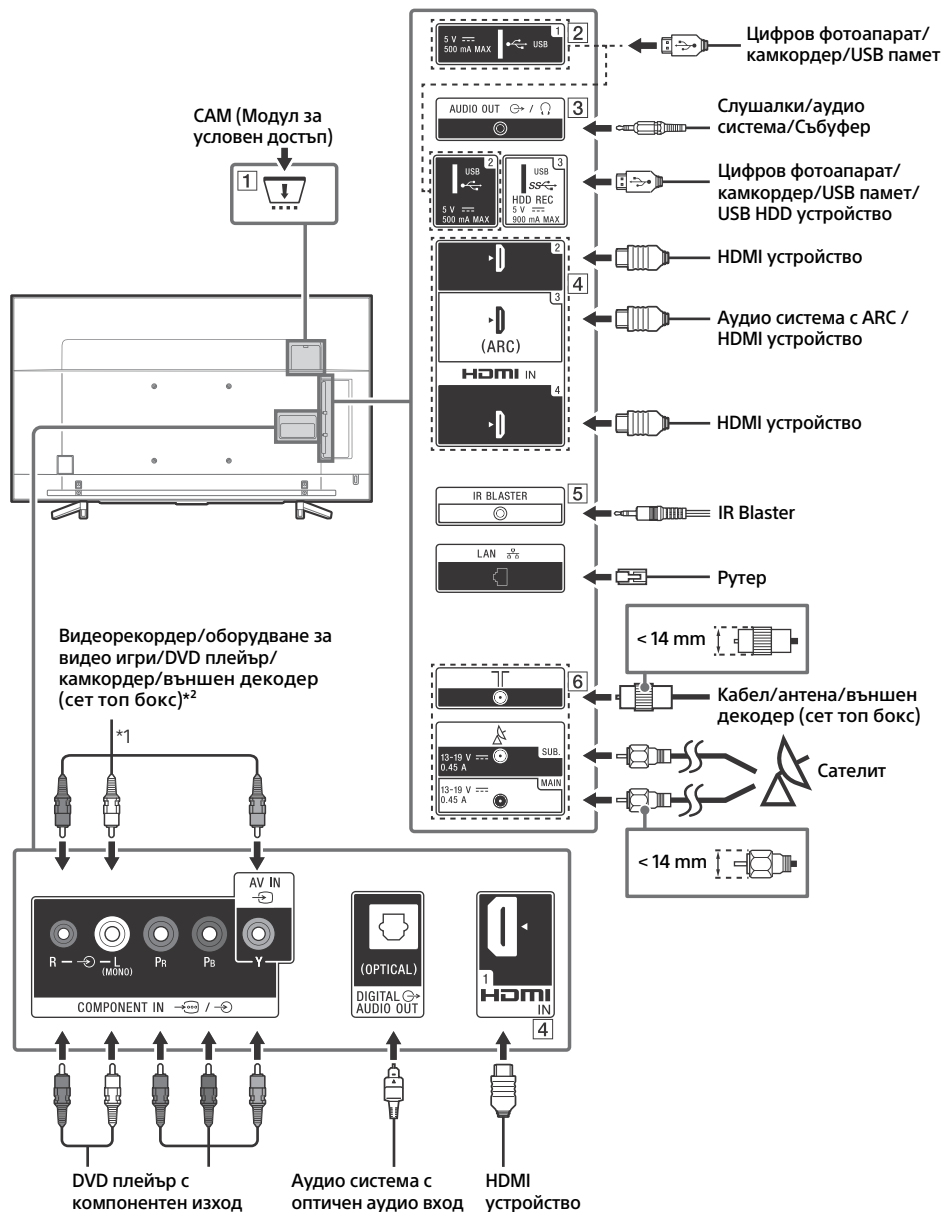 5 V
500 mA MAX
USB
1
2
Цифров фотоапарат/
камкордер/USB памет
AUDIO OUT /
3
Слушалки/аудио
система/Събуфер
CAM (Модул за
условен достъп)
1
2
USB
5 V
500 mA MAX
3
USB
SS
HDD REC
5 V
900 mA MAX
Цифров фотоапарат/
камкордер/USB памет/
USB HDD устройство
2
HDMI устройство
4
3
(ARC)
Аудио система с ARC /
HDMI устройство
HDMI IN
4
HDMI устройство
IR BLASTER
5
IR Blaster
LAN
Рутер
< 14 mm
6
Кабел/антена/външен
декодер (сет топ бокс)
13-19 V
0.45 A
SUB.
13-19 V
0.45 A
MAIN
Сателит
< 14 mm
Видеорекордер/оборудване за
видео игри/DVD плейър/
камкордер/външен декодер
(сет топ бокс)*2
*1
AV IN
R — — L
(MONO)
PR
PB
Y
COMPONENT IN /
(OPTICAL)
DIGITAL
AUDIO OUT
1
HDMI
IN
4
DVD плейър с
компонентен изход
Аудио система с
оптичен аудио вход
HDMI
устройство